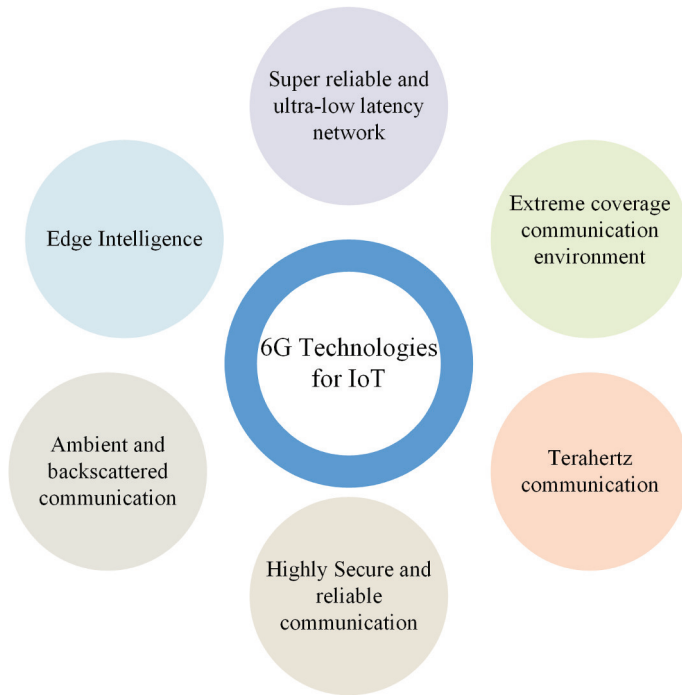 Super reliable and
ultra-low latency
network
Edge Intelligence
Extreme coverage
communication
environment
6G Technologies
for IoT
Ambient and
backscattered
communication
Terahertz
communication
Highly Secure and
reliable
communication